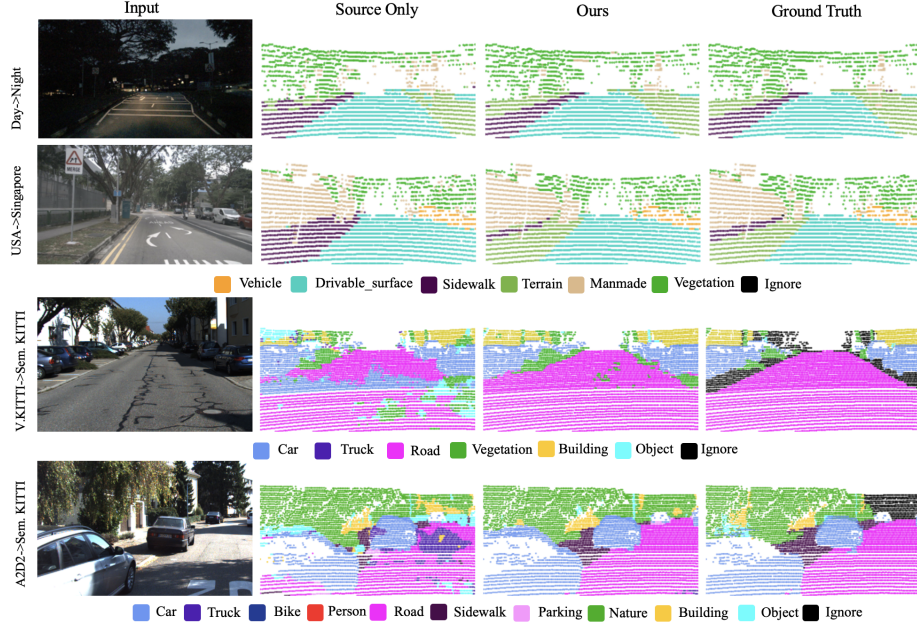 Input Source Only Ours Ground Truth
Day->Night
USA->Singapore
MERGE
Vehicle Drivable_surface Sidewalk Terrain Manmade Vegetation Ignore
V.KITTI->Sem. KITTI
Car Truck Road Vegetation Building Object Ignore
A2D2->Sem. KITTI
Car Truck Bike Person Road Sidewalk Parking Nature Building Object Ignore